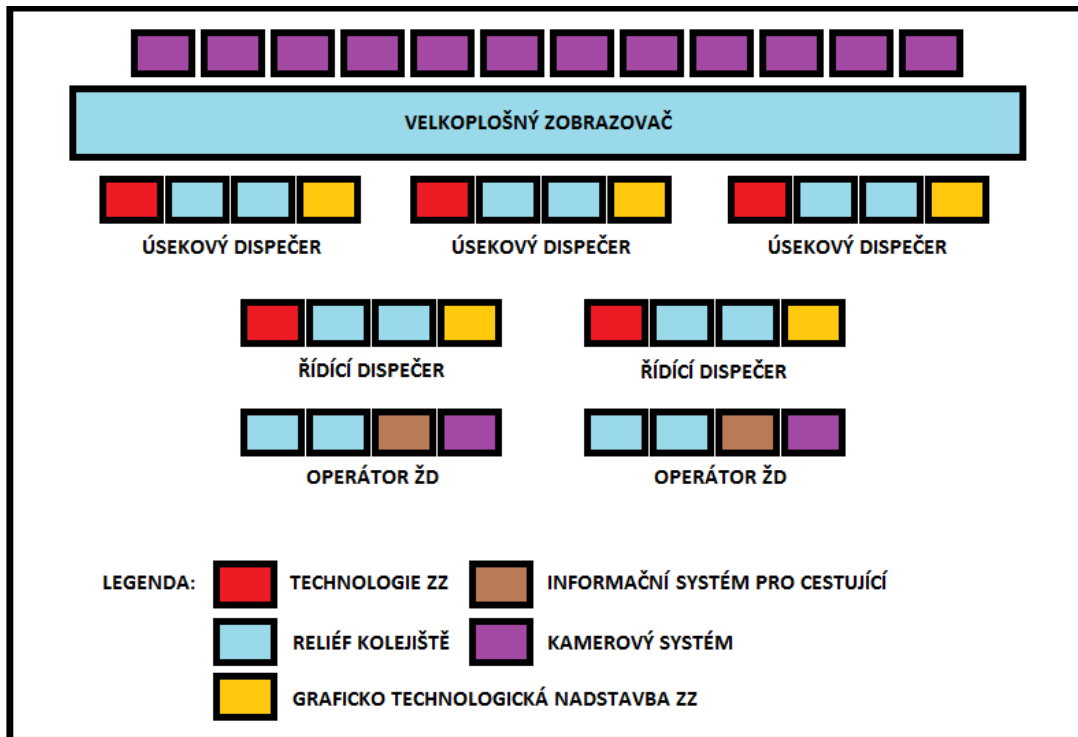 VELKOPLOŠNÝ ZOBRAZOVAČ
ÚSEKOVÝ DISPEČER
ÚSEKOVÝ DISPEČER
ÚSEKOVÝ DISPEČER
ŘÍDÍCÍ DISPEČER
ŘÍDÍCÍ DISPEČER
OPERÁTOR ŽD
OPERÁTOR ŽD
LEGENDA:
TECHNOLOGIE ZZ
INFORMAČNÍ SYSTÉM PRO CESTUJÍCÍ
RELIÉF KOLEJIŠTĚ
KAMEROVÝ SYSTÉM
GRAFICKO TECHNOLOGICKÁ NADSTAVBA ZZ